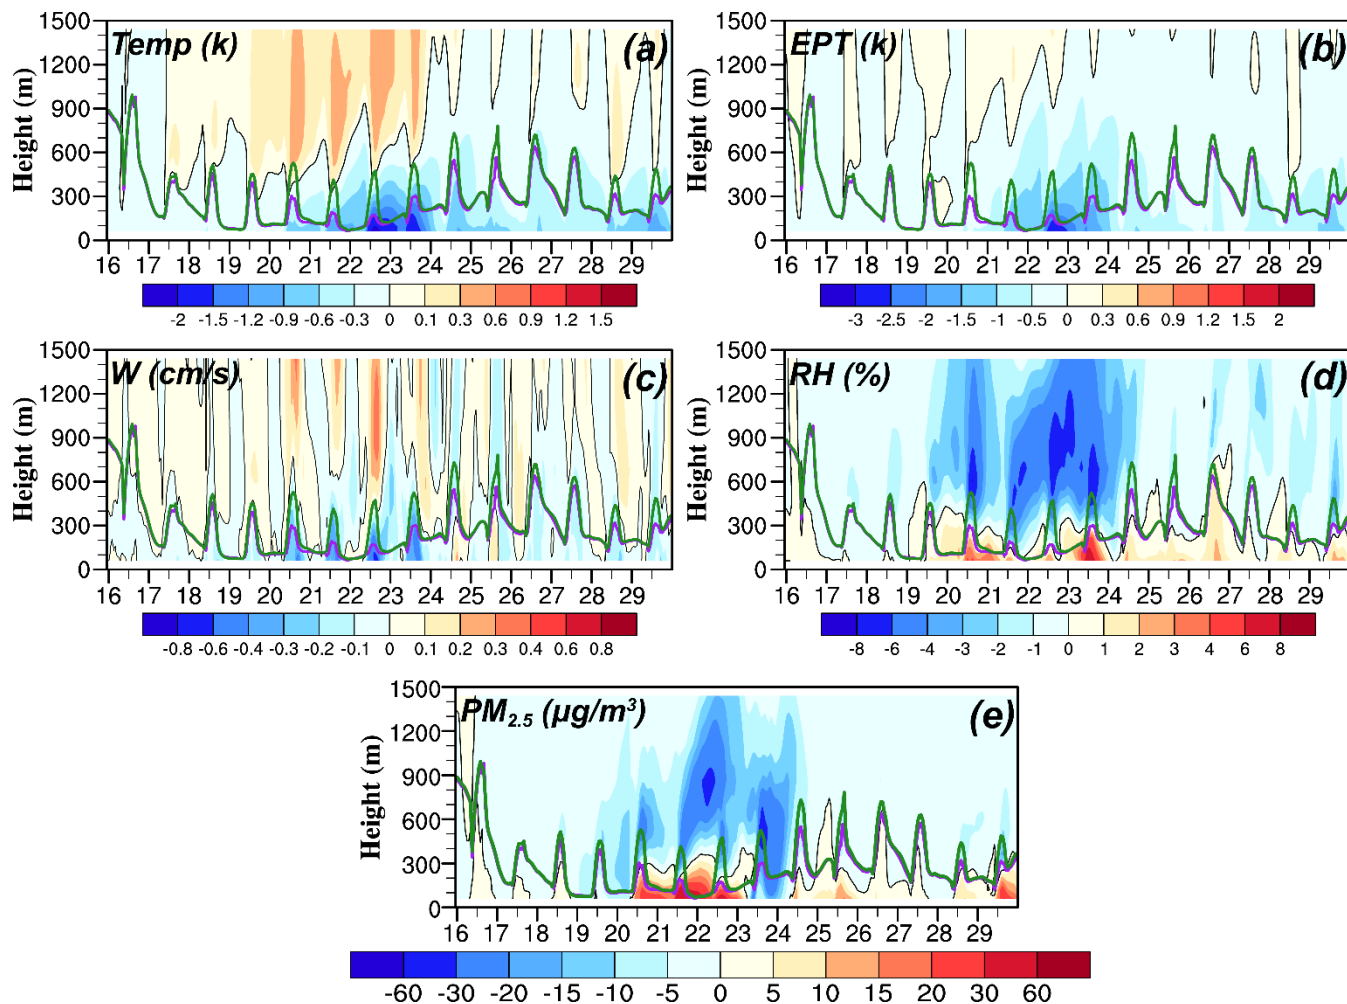 Temp (k)
(a)
Height (m)
1500
1200
900
600
300
0
16 17 18 19 20 21 22 23 24 25 26 27 28 29
-2 -1.5 -1.2 -0.9 -0.6 -0.3 0 0.1 0.3 0.6 0.9 1.2 1.5
EPT (k)
(b)
Height (m)
1500
1200
900
600
300
0
16 17 18 19 20 21 22 23 24 25 26 27 28 29
-3 -2.5 -2 -1.5 -1 -0.5 0 0.3 0.6 0.9 1.2 1.5 2
W (cm/s)
(c)
Height (m)
1500
1200
900
600
300
0
16 17 18 19 20 21 22 23 24 25 26 27 28 29
-0.8 -0.6 -0.4 -0.3 -0.2 -0.1 0 0.1 0.2 0.3 0.4 0.6 0.8
RH (%)
(d)
Height (m)
1500
1200
900
600
300
0
16 17 18 19 20 21 22 23 24 25 26 27 28 29
-8 -6 -4 -3 -2 -1 0 1 2 3 4 6 8
PM2.5 (μg/m³)
(e)
Height (m)
1500
1200
900
600
300
0
16 17 18 19 20 21 22 23 24 25 26 27 28 29
-60 -30 -20 -15 -10 -5 0 5 10 15 20 30 60